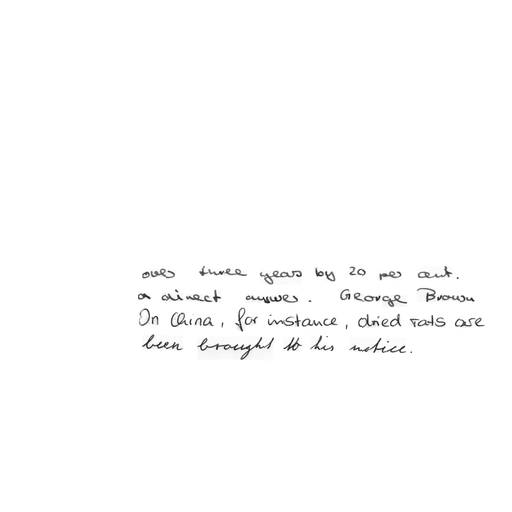 over three years by 20 per cent.
a direct answer. George Brown
In China, for instance, dried rats are
been brought to his notice.